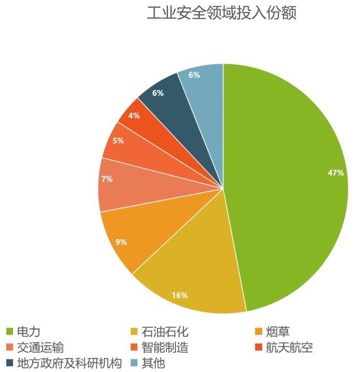 工业安全领域投入份额
6%
6%
4%
5%
7%
9%
16%
47%
电力 石油石化 烟草
交通运输 智能制造 航天航空
地方政府及科研机构 其他